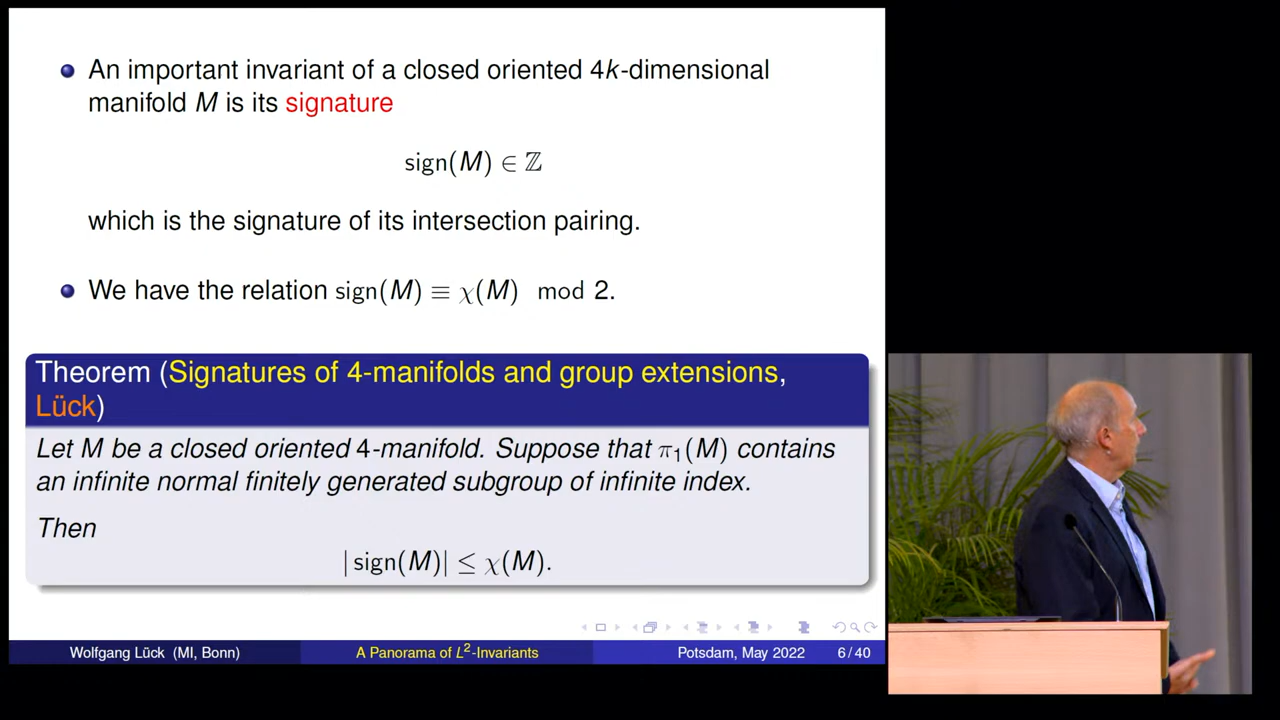 An important invariant of a closed oriented 4k-dimensional
manifold M is its signature
sign(M) ∈ ℤ
which is the signature of its intersection pairing.
We have the relation sign(M) ≡ χ(M) mod 2.
Theorem (Signatures of 4-manifolds and group extensions,
Lück)
Let M be a closed oriented 4-manifold. Suppose that π₁(M) contains
an infinite normal finitely generated subgroup of infinite index.
Then
| sign(M)| ≤ χ(M).
Wolfgang Lück (MI, Bonn) A Panorama of L²-Invariants Potsdam, May 2022 6 / 40